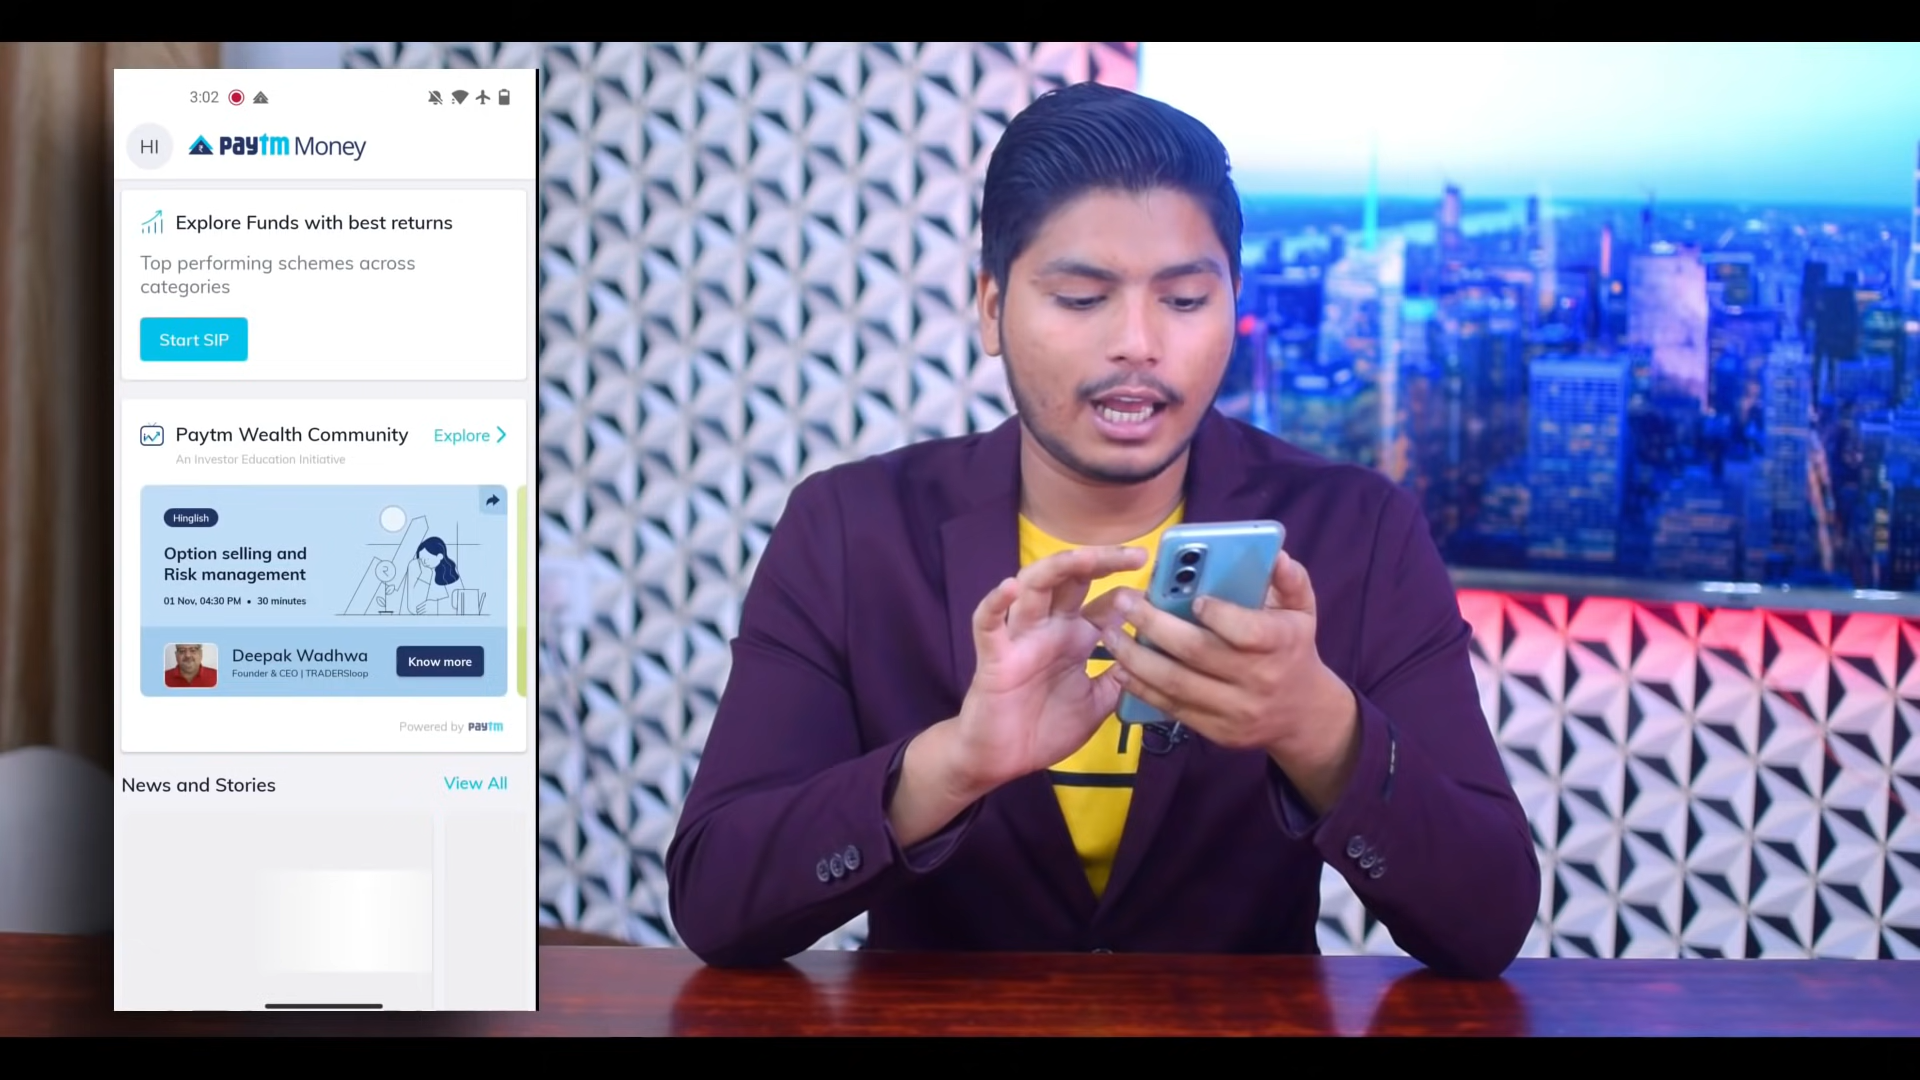 3:02
HI
paytm Money
Explore Funds with best returns
Top performing schemes across
categories
Start SIP
Paytm Wealth Community
Explore
An Investor Education Initiative
Hinglish
Option selling and
Risk management
01 Nov, 04:30 PM • 30 minutes
Deepak Wadhwa
Founder & CEO | TRADERSloop
Know more
Powered by paytm
News and Stories
View All